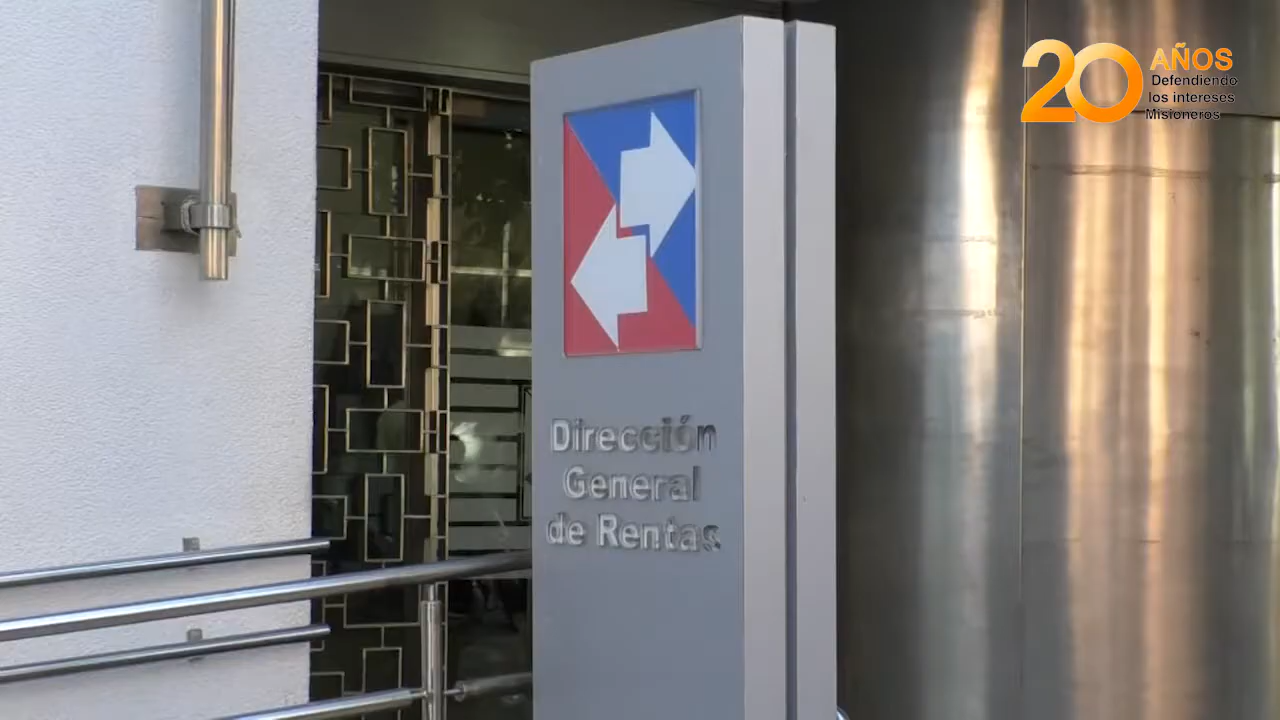 20 AÑOS
Defendiendo
los intereses
Misioneros
Dirección
General
de Rentas